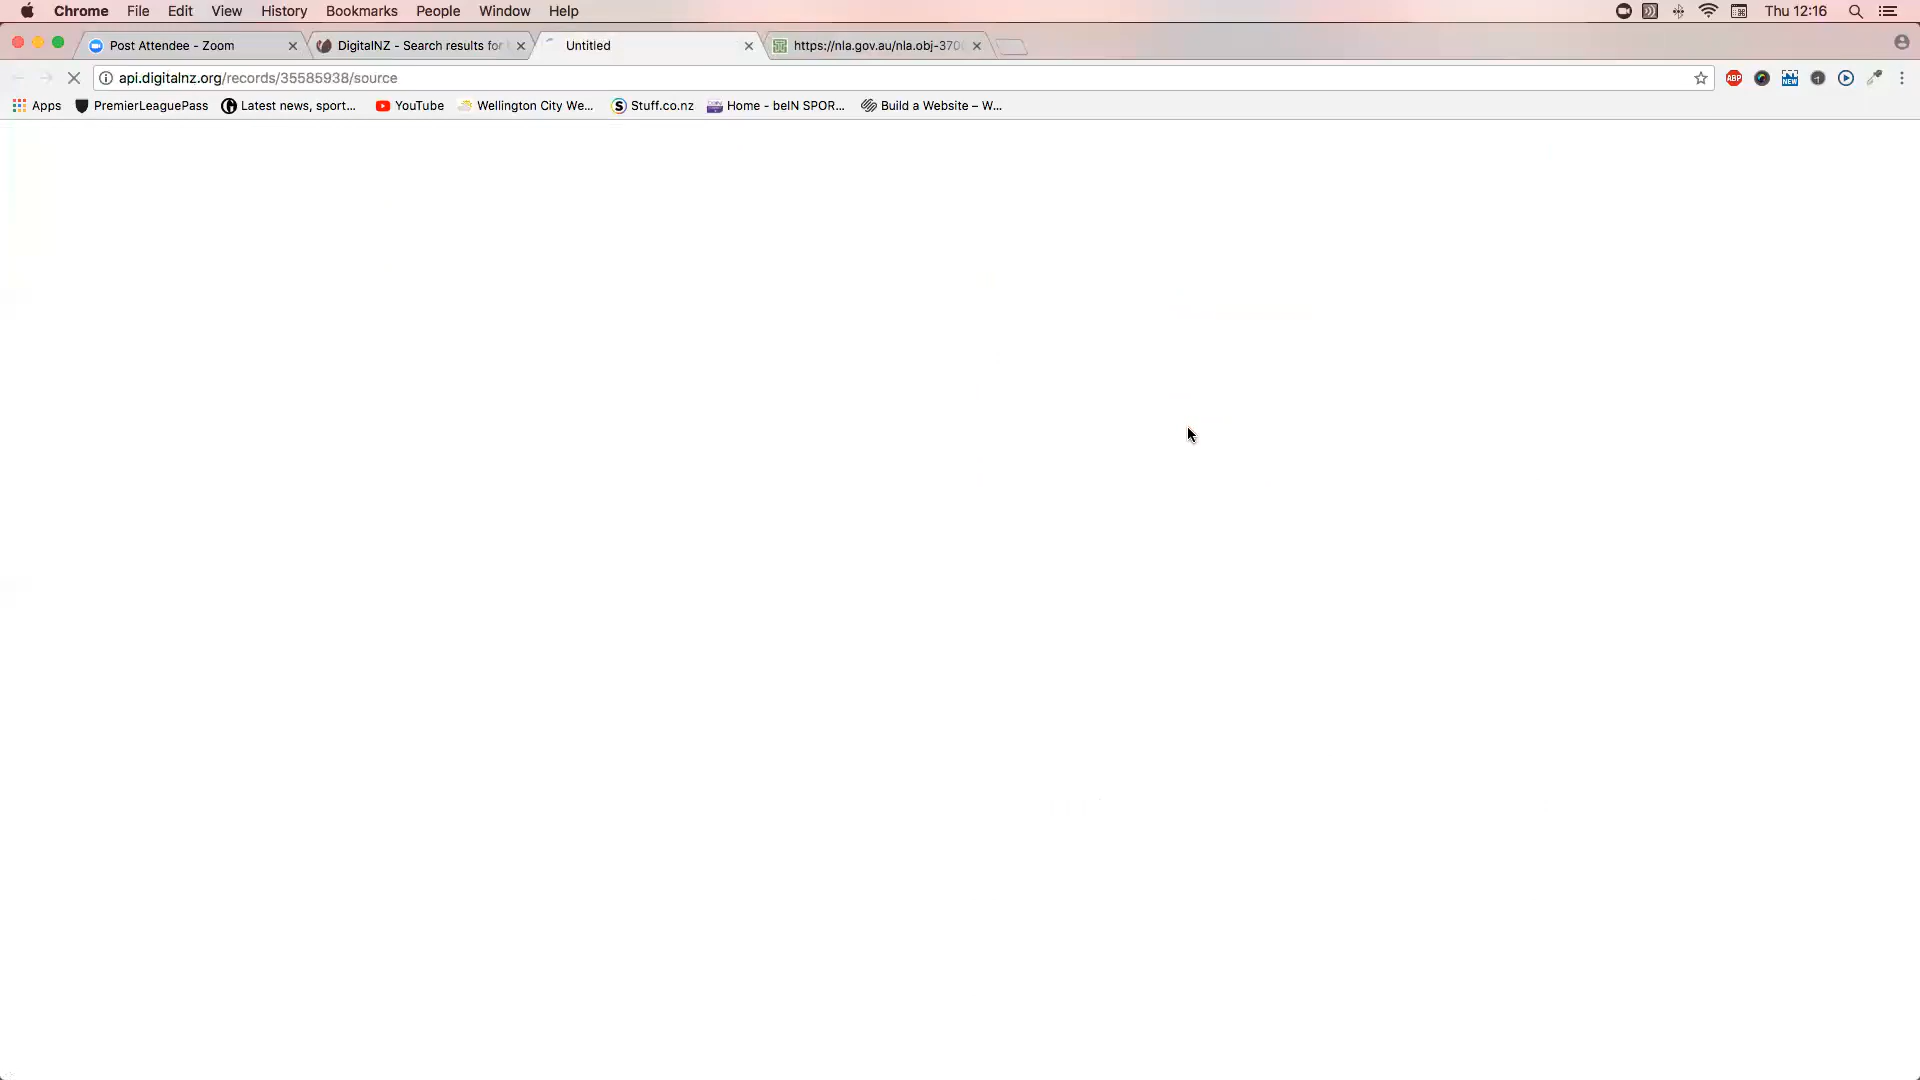 Chrome File Edit View History Bookmarks People Window Help Thu 12:16
Post Attendee - Zoom DigitalNZ - Search results for Untitled https://nla.gov.au/nla.obj-370
api.digitalnz.org/records/35585938/source ABP NEW
Apps PremierLeaguePass Latest news, sport... YouTube Wellington City We... Stuff.co.nz Home - beIN SPOR... Build a Website – W...